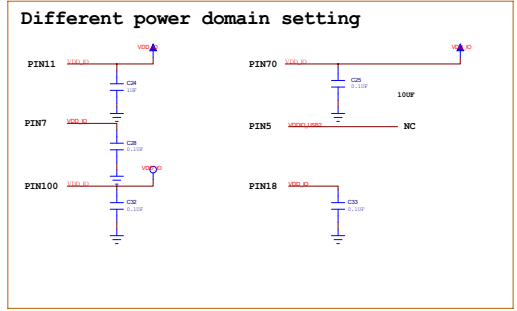 Different power domain setting
VDD_IO
PIN11 VDD_IO
C24
1UF
PIN7 VDD_IO
C28
0.1UF
VDD_IO
PIN100 VDD_IO
C32
0.1UF
VDD_IO
PIN70 VDD_IO
C25
0.1UF
10UF
PIN5 VDDIO_USB2 NC
PIN18 VDD_IO
C33
0.1UF